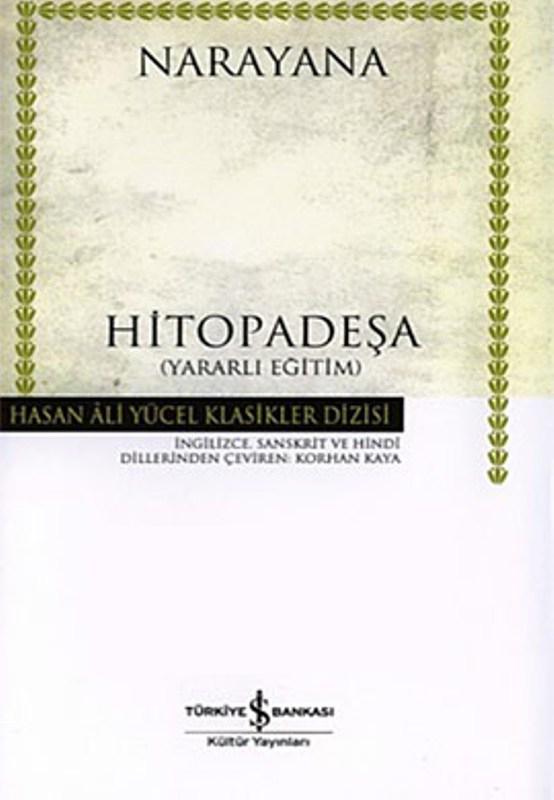 NARAYANA
HİTOPADEŞA
(YARARLI EĞİTİM)
HASAN ÂLİ YÜCEL KLASİKLER DİZİSİ
İNGİLİZCE, SANSKRİT VE HİNDİ
DİLLERİNDEN ÇEVİREN: KORHAN KAYA
TÜRKİYE İŞ BANKASI
Kültür Yayınları